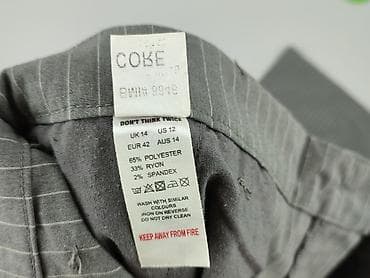 CORE
DON'T THINK TWICE
UK 14 US 12
EUR 42 AUS 14
65% POLYESTER
33% RYON
2% SPANDEX
WASH WITH SIMILAR
COLOURS
IRON ON REVERSE
DO NOT DRY CLEAN
KEEP AWAY FROM FIRE